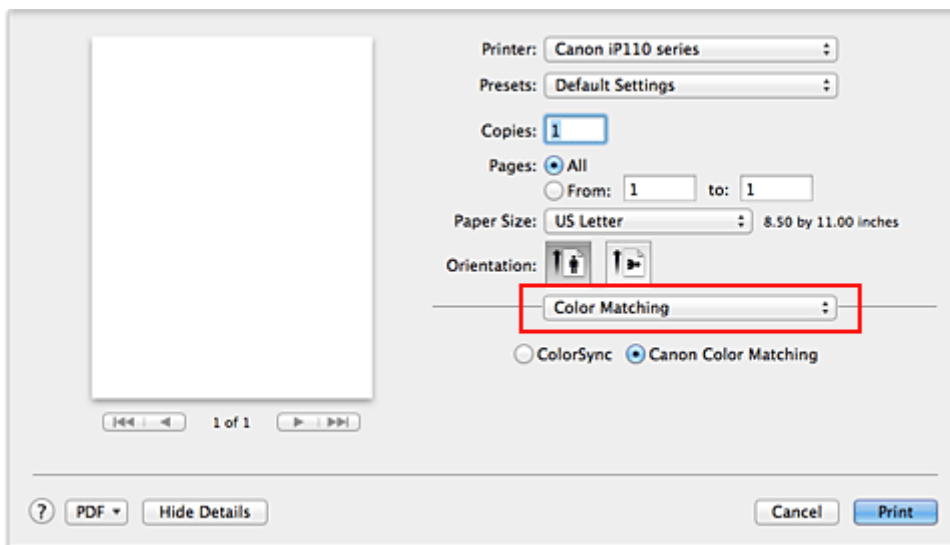 Printer: Canon iP110 series
Presets: Default Settings
Copies: 1
Pages: All
From: 1 to: 1
Paper Size: US Letter 8.50 by 11.00 inches
Orientation:
Color Matching
ColorSync Canon Color Matching
1 of 1
? PDF Hide Details Cancel Print